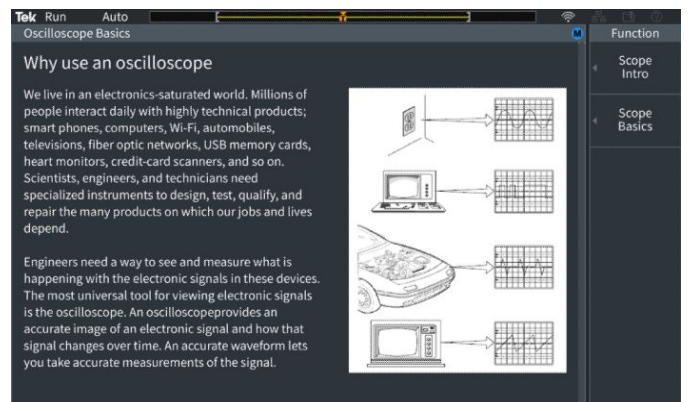 Tek Run Auto
Oscilloscope Basics
M
Function
Why use an oscilloscope
We live in an electronics-saturated world. Millions of
people interact daily with highly technical products;
smart phones, computers, Wi-Fi, automobiles,
televisions, fiber optic networks, USB memory cards,
heart monitors, credit-card scanners, and so on.
Scientists, engineers, and technicians need
specialized instruments to design, test, qualify, and
repair the many products on which our jobs and lives
depend.
Engineers need a way to see and measure what is
happening with the electronic signals in these devices.
The most universal tool for viewing electronic signals
is the oscilloscope. An oscilloscopeprovides an
accurate image of an electronic signal and how that
signal changes over time. An accurate waveform lets
you take accurate measurements of the signal.
Scope
Intro
Scope
Basics